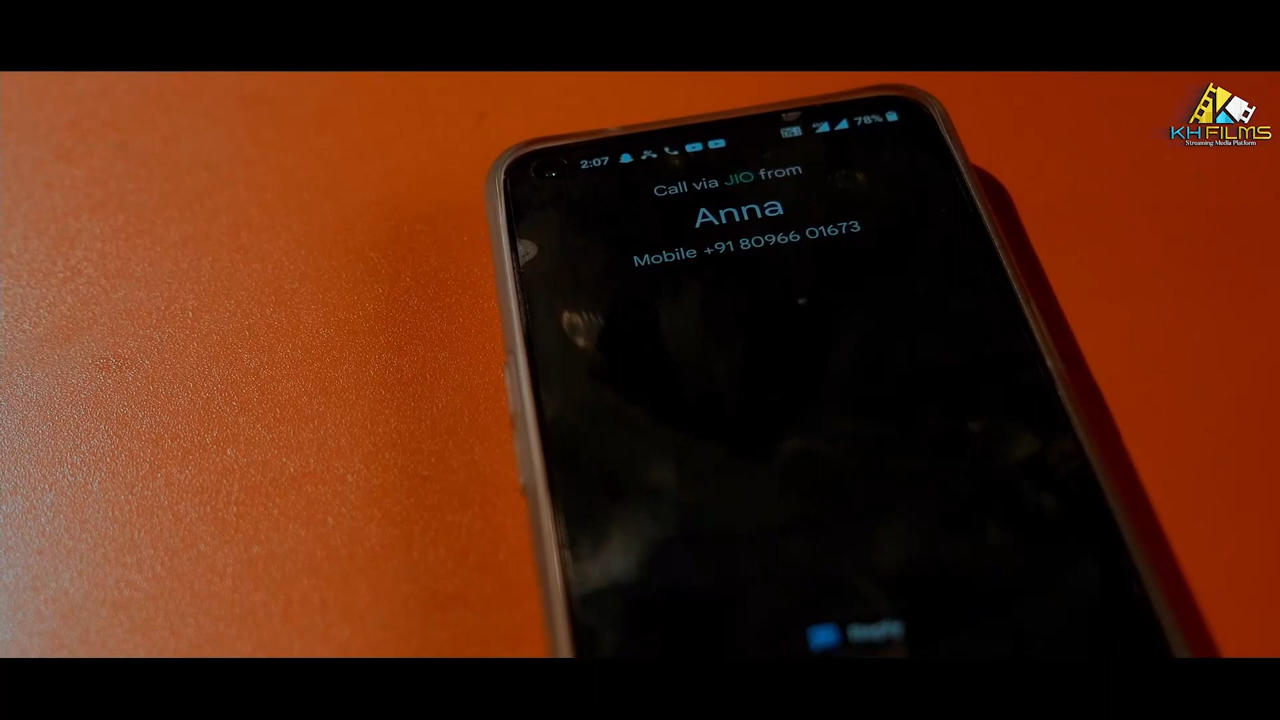 KH FILMS
Streaming Media Platform
2:07 78%
Call via JIO from
Anna
Mobile +91 80966 01673